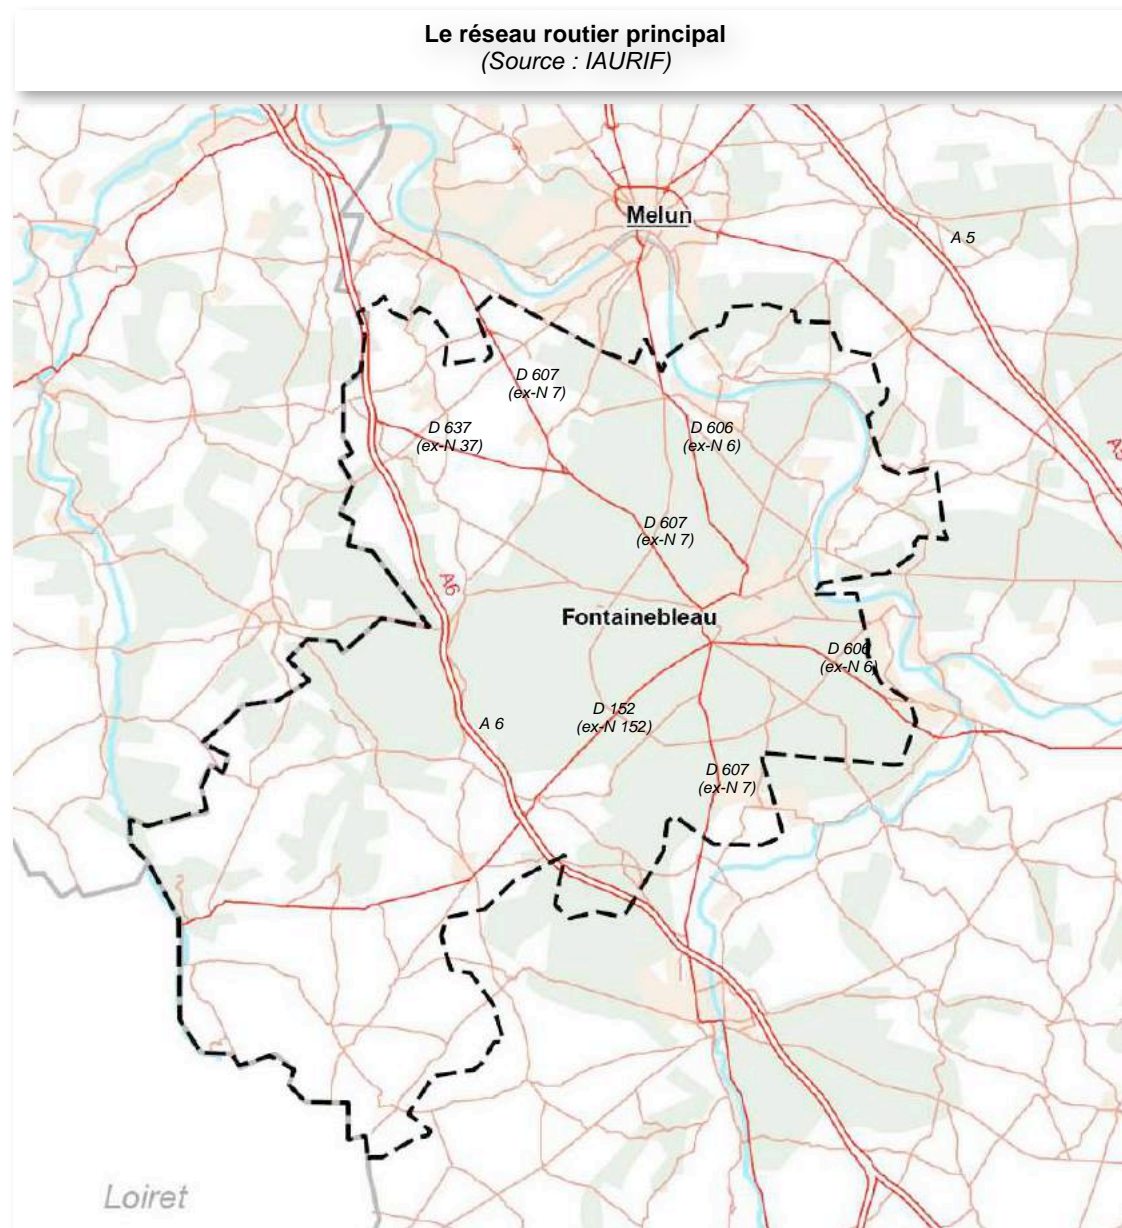 Le réseau routier principal
(Source : IAURIF)
Melun
A 5
D 607
(ex-N 7)
D 637
(ex-N 37)
D 606
(ex-N 6)
A5
D 607
(ex-N 7)
A6
Fontainebleau
D 606
(ex-N 6)
D 152
(ex-N 152)
A 6
D 607
(ex-N 7)
Loiret